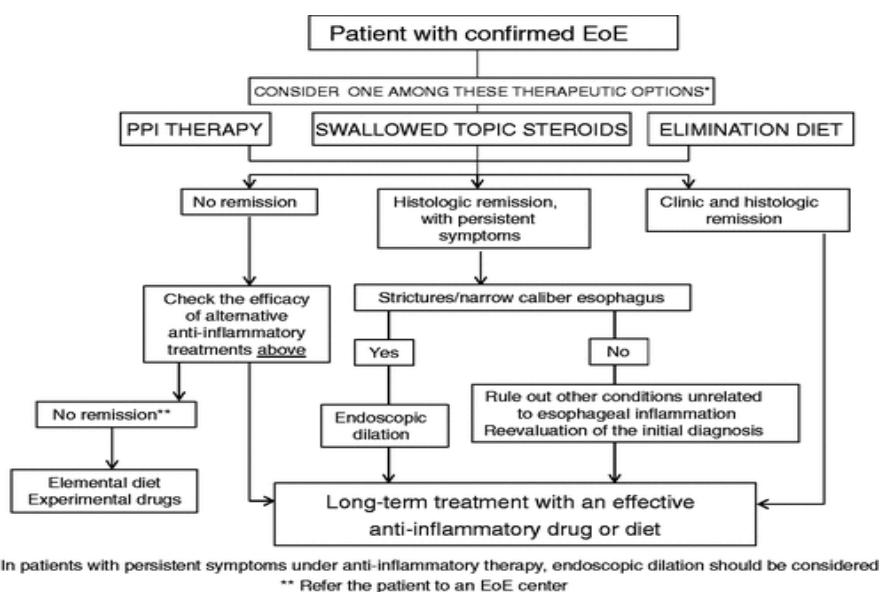 Patient with confirmed EoE
CONSIDER ONE AMONG THESE THERAPEUTIC OPTIONS*
PPI THERAPY
SWALLOWED TOPIC STEROIDS
ELIMINATION DIET
No remission
Histologic remission,
with persistent
symptoms
Clinic and histologic
remission
Check the efficacy
of alternative
anti-inflammatory
treatments above
Strictures/narrow caliber esophagus
Yes
No
No remission**
Endoscopic
dilation
Rule out other conditions unrelated
to esophageal inflammation
Reevaluation of the initial diagnosis
Elemental diet
Experimental drugs
Long-term treatment with an effective
anti-inflammatory drug or diet
In patients with persistent symptoms under anti-inflammatory therapy, endoscopic dilation should be considered
** Refer the patient to an EoE center